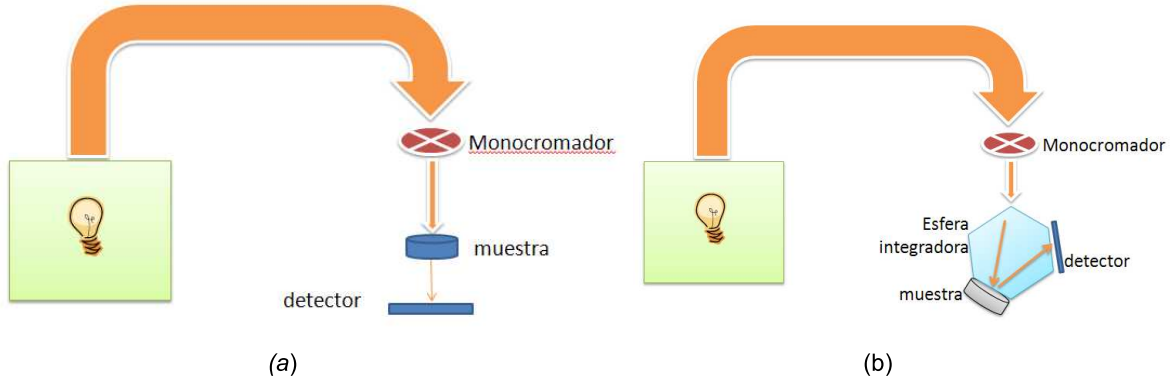 Monocromador
muestra
detector
(a)
Monocromador
Esfera
integradora
detector
muestra
(b)